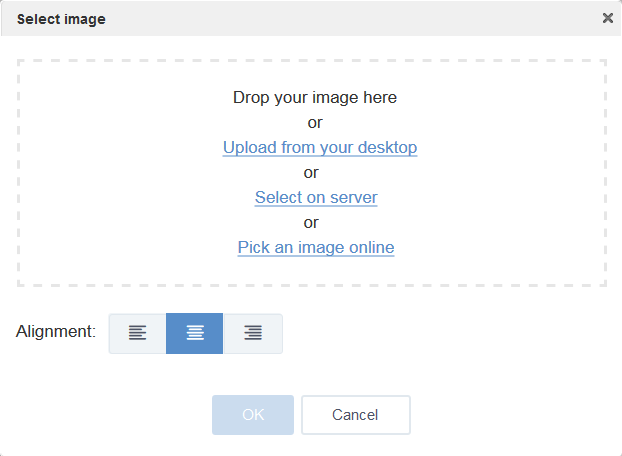 Select image
Drop your image here
or
Upload from your desktop
or
Select on server
or
Pick an image online
Alignment:
OK
Cancel